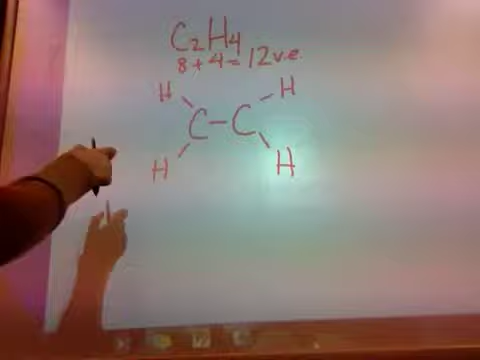 C₂H₄
8 + 4 = 12 v.e.
H H
C - C
H H